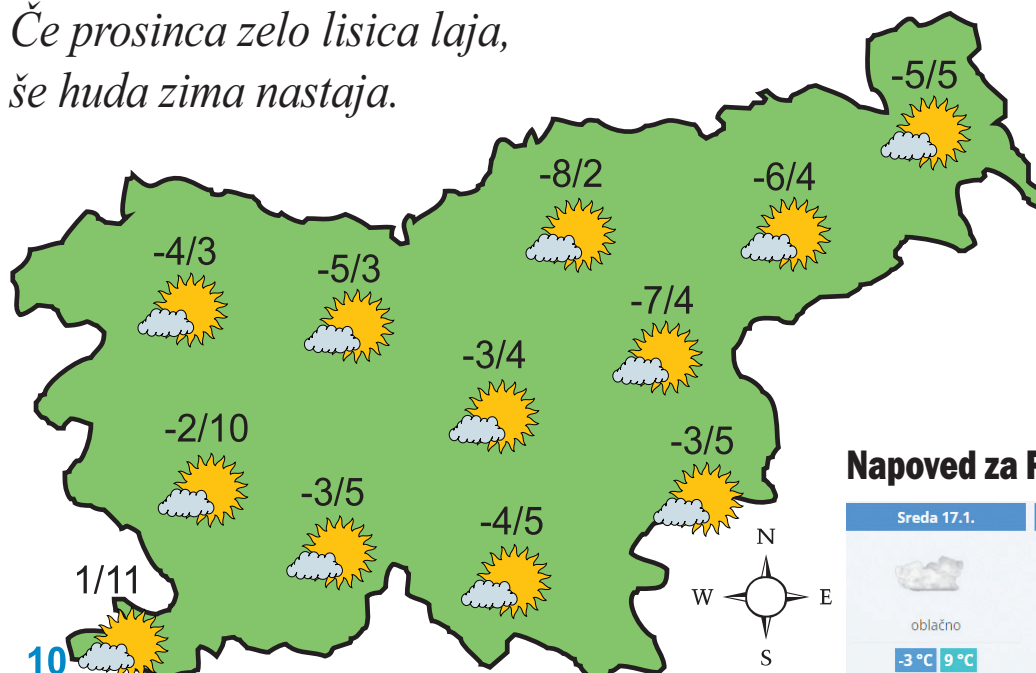 Če prosinca zelo lisica laja,
še huda zima nastaja.
-5/5
-8/2
-6/4
-4/3
-5/3
-7/4
-3/4
-2/10
-3/5
-3/5
-4/5
1/11
10
N
W
E
S
Napoved za
Sreda 17.1.
oblačno
-3 °C 9 °C